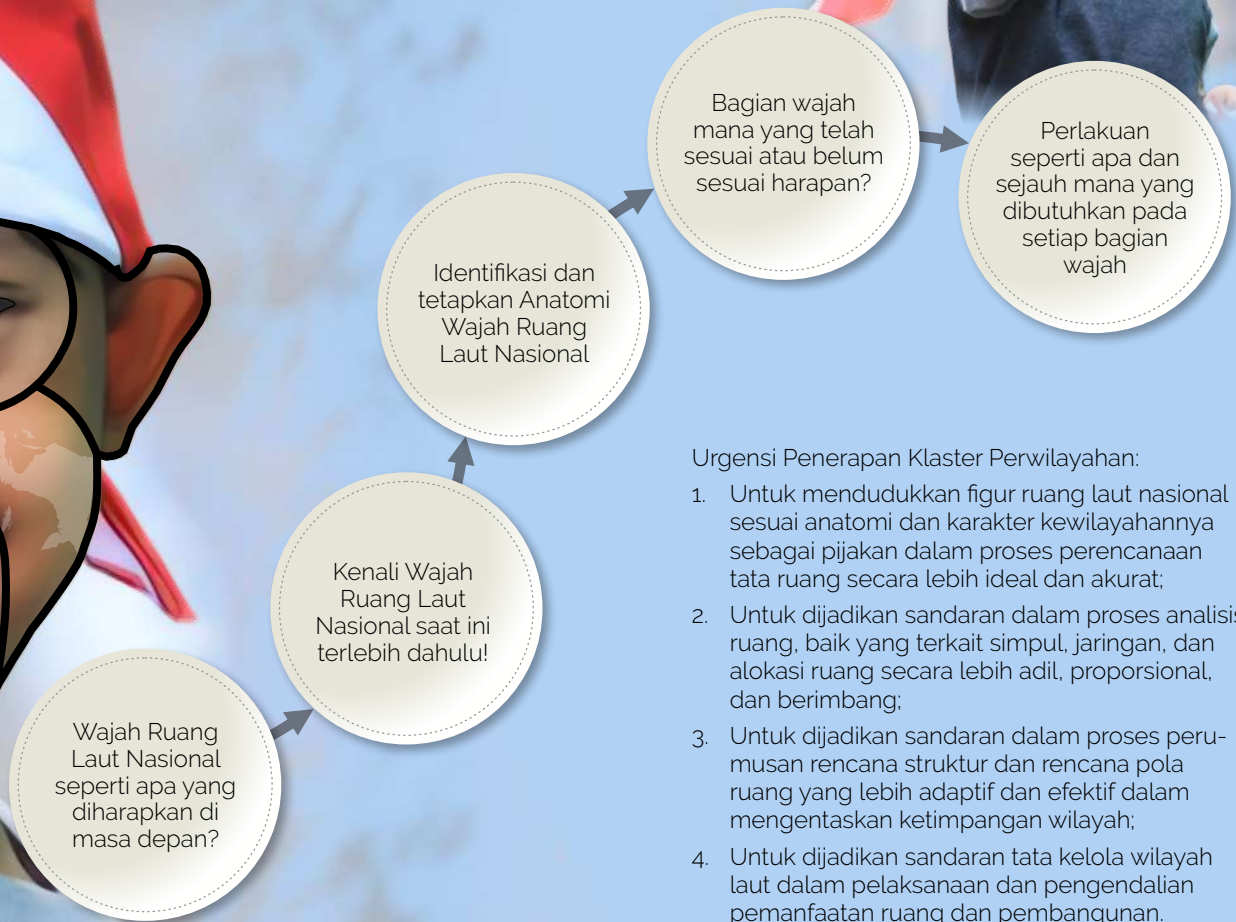 Wajah Ruang
Laut Nasional
seperti apa yang
diharapkan di
masa depan?
Kenali Wajah
Ruang Laut
Nasional saat ini
terlebih dahulu!
Identifikasi dan
tetapkan Anatomi
Wajah Ruang
Laut Nasional
Bagian wajah
mana yang telah
sesuai atau belum
sesuai harapan?
Perlakuan
seperti apa dan
sejauh mana yang
dibutuhkan pada
setiap bagian
wajah
Urgensi Penerapan Klaster Perwilayahan:
1. Untuk mendudukkan figur ruang laut nasional
sesuai anatomi dan karakter kewilayahannya
sebagai pijakan dalam proses perencanaan
tata ruang secara lebih ideal dan akurat;
2. Untuk dijadikan sandaran dalam proses analisis
ruang, baik yang terkait simpul, jaringan, dan
alokasi ruang secara lebih adil, proporsional,
dan berimbang;
3. Untuk dijadikan sandaran dalam proses peru-
musan rencana struktur dan rencana pola
ruang yang lebih adaptif dan efektif dalam
mengentaskan ketimpangan wilayah;
4. Untuk dijadikan sandaran tata kelola wilayah
laut dalam pelaksanaan dan pengendalian
pemanfaatan ruang dan pembangunan.